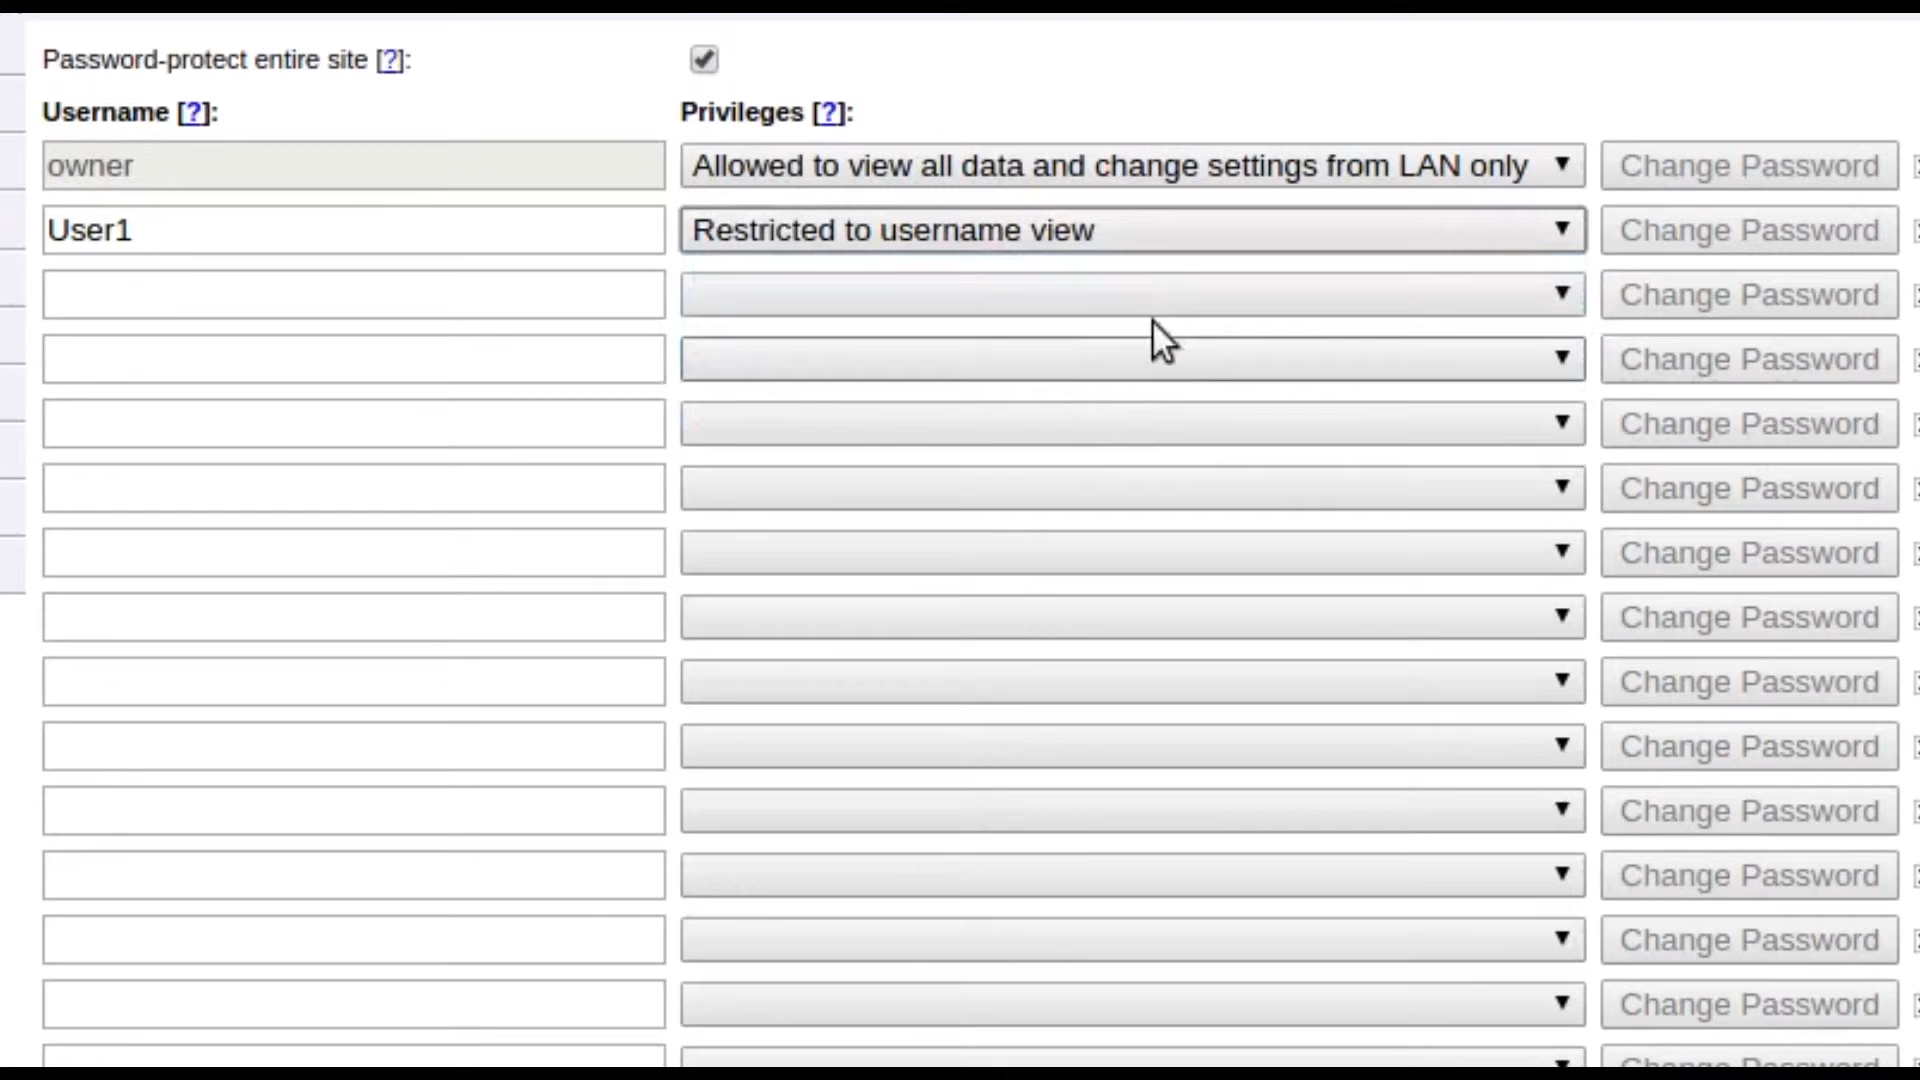 Password-protect entire site [?]:
Username [?]: Privileges [?]:
owner Allowed to view all data and change settings from LAN only Change Password
User1 Restricted to username view Change Password
Change Password
Change Password
Change Password
Change Password
Change Password
Change Password
Change Password
Change Password
Change Password
Change Password
Change Password
Change Password
Change Password